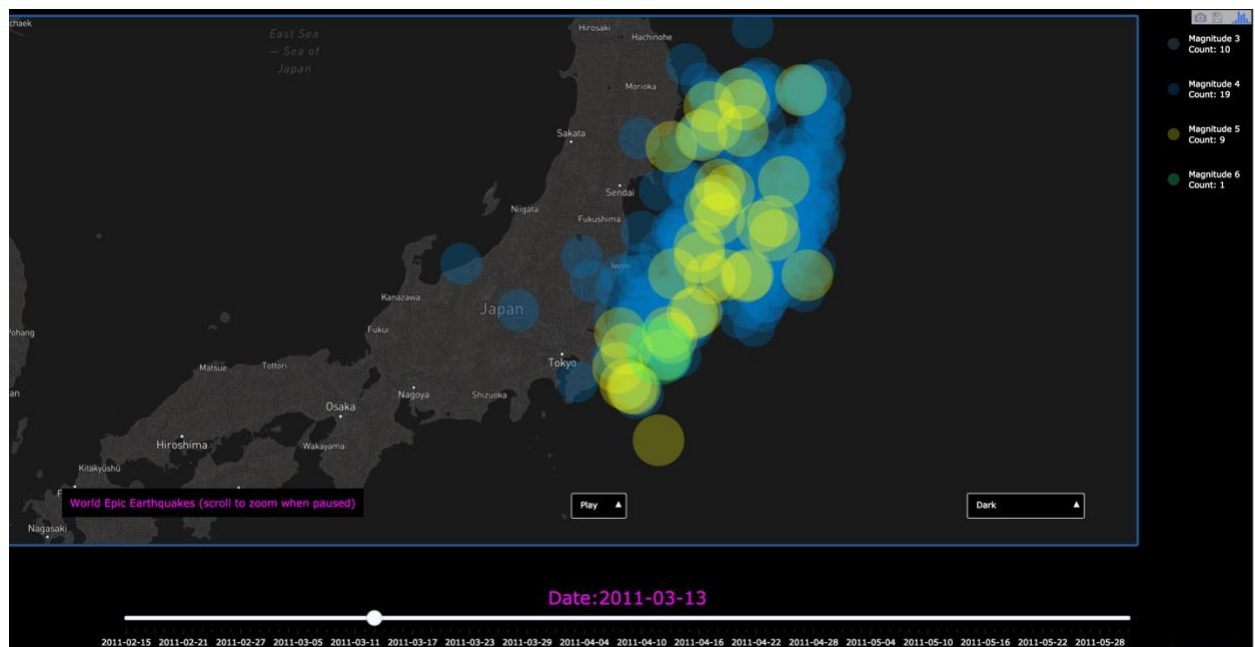 chaek
East Sea
— Sea of
Japan
Hirosaki
Hachinohe
Morioka
Sakata
Sendai
Niigata
Fukushima
Iwaki
Kanazawa
Japan
Fukui
Pohang
Matsue
Tottori
Tokyo
an
Nagoya
Shizuoka
Osaka
Hiroshima
Wakayama
Kitakyushū
F
World Epic Earthquakes (scroll to zoom when paused)
Play ▲
Dark ▲
Nagasaki
Magnitude 3
Count: 10
Magnitude 4
Count: 19
Magnitude 5
Count: 9
Magnitude 6
Count: 1
Date:2011-03-13
2011-02-15 2011-02-21 2011-02-27 2011-03-05 2011-03-11 2011-03-17 2011-03-23 2011-03-29 2011-04-04 2011-04-10 2011-04-16 2011-04-22 2011-04-28 2011-05-04 2011-05-10 2011-05-16 2011-05-22 2011-05-28